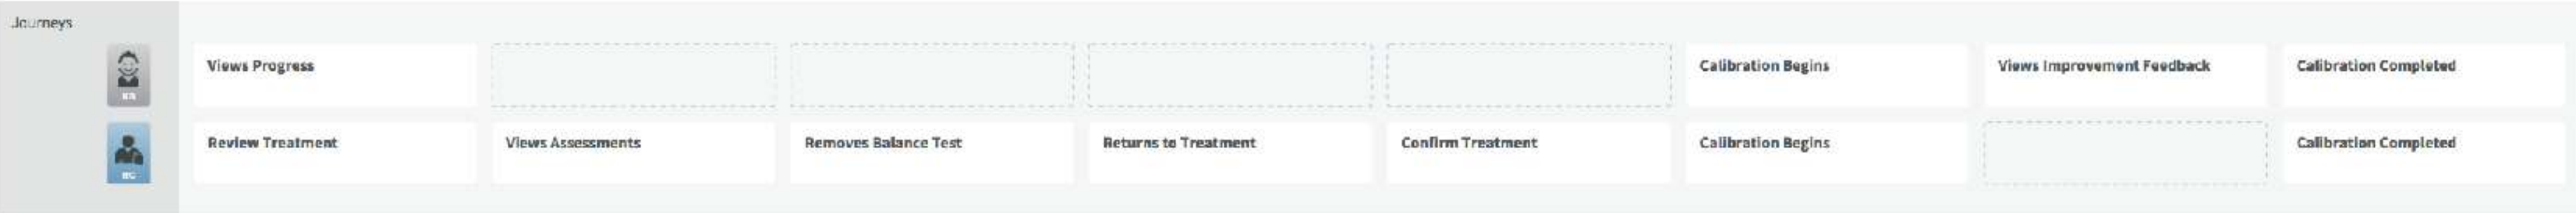 Journeys
Views Progress
Calibration Begins
Views Improvement Feedback
Calibration Completed
Review Treatment
Views Assessments
Removes Balance Test
Returns to Treatment
Confirm Treatment
Calibration Begins
Calibration Completed